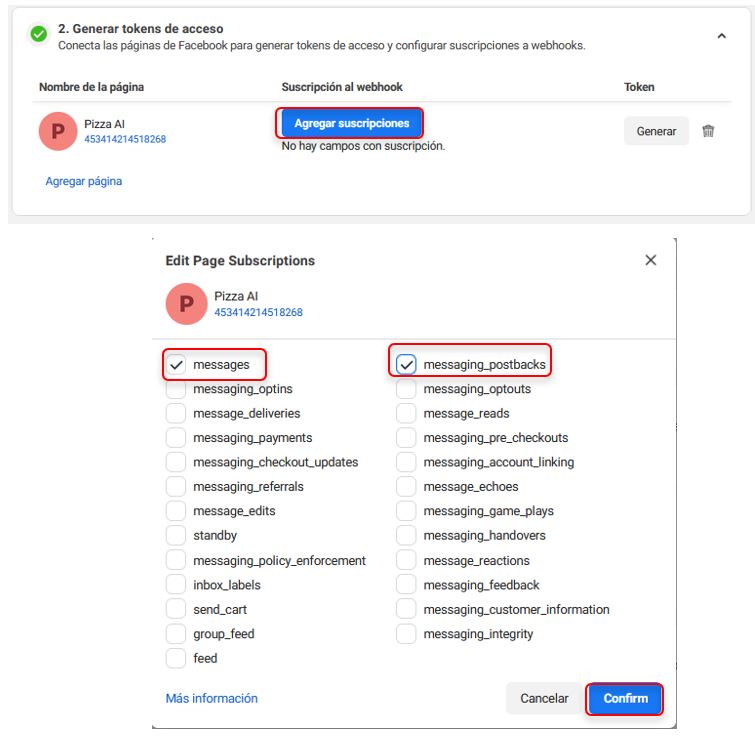 2. Generar tokens de acceso
Conecta las páginas de Facebook para generar tokens de acceso y configurar suscripciones a webhooks.
Nombre de la página Suscripción al webhook Token
P Pizza AI
453414214518268
Agregar suscripciones
No hay campos con suscripción.
Generar
Agregar página
Edit Page Subscriptions
P Pizza AI
453414214518268
messages messaging_postbacks
messaging_optins messaging_optouts
message_deliveries message_reads
messaging_payments messaging_pre_checkouts
messaging_checkout_updates messaging_account_linking
messaging_referrals message_echoes
message_edits messaging_game_plays
standby messaging_handovers
messaging_policy_enforcement message_reactions
inbox_labels messaging_feedback
send_cart messaging_customer_information
group_feed messaging_integrity
feed
Más información Cancelar Confirm